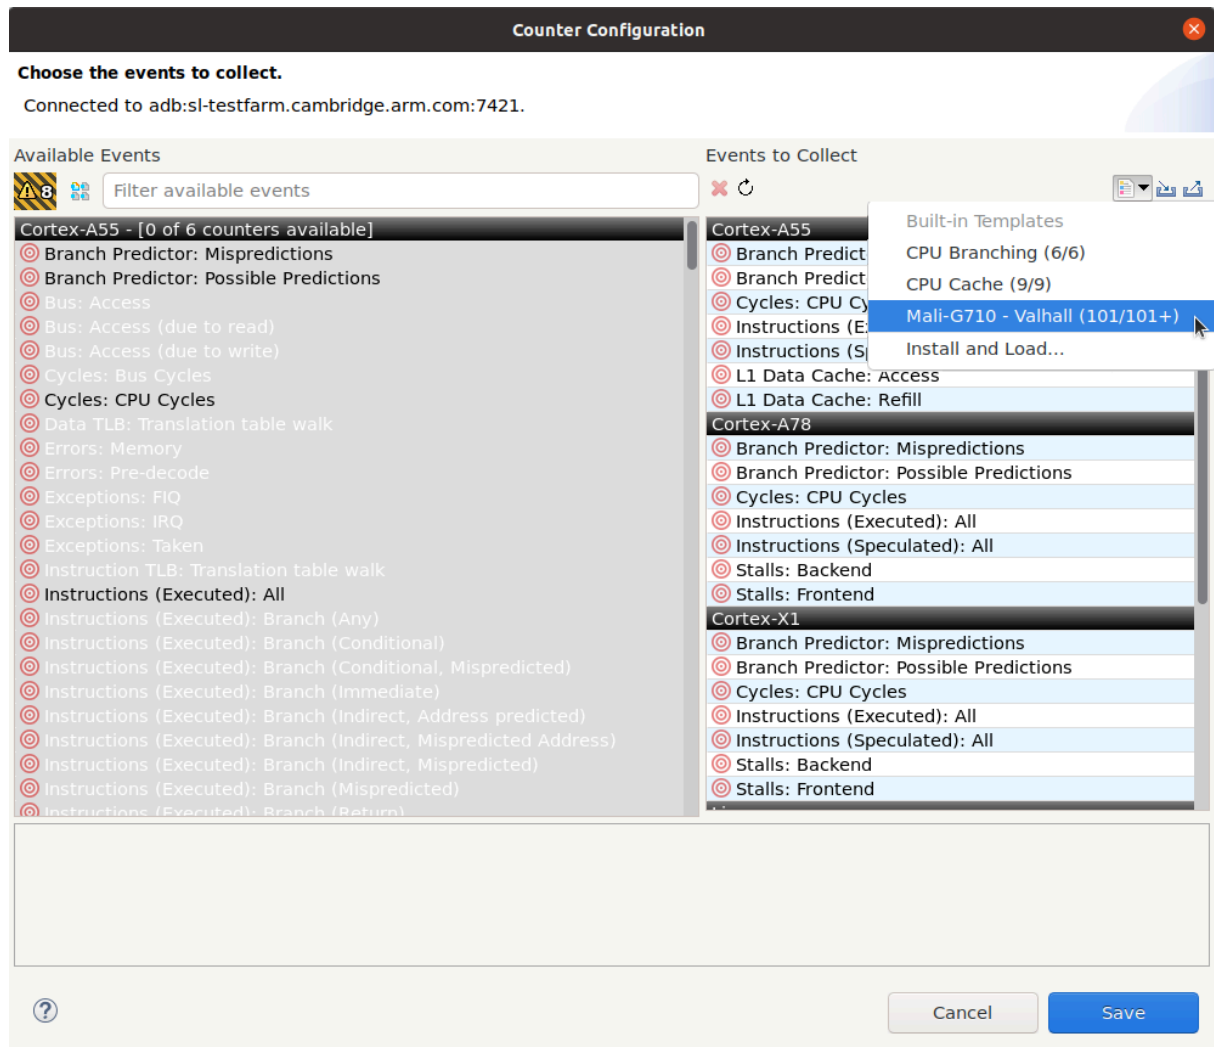 Counter Configuration
Choose the events to collect.
Connected to adb:sl-testfarm.cambridge.arm.com:7421.
Available Events
8
Filter available events
Cortex-A55 - [0 of 6 counters available]
Branch Predictor: Mispredictions
Branch Predictor: Possible Predictions
Bus: Access
Bus: Access (due to read)
Bus: Access (due to write)
Cycles: Bus Cycles
Cycles: CPU Cycles
Data TLB: Translation table walk
Errors: Memory
Errors: Pre-decode
Exceptions: FIQ
Exceptions: IRQ
Exceptions: Taken
Instruction TLB: Translation table walk
Instructions (Executed): All
Instructions (Executed): Branch (Any)
Instructions (Executed): Branch (Conditional)
Instructions (Executed): Branch (Conditional, Mispredicted)
Instructions (Executed): Branch (Immediate)
Instructions (Executed): Branch (Indirect, Address predicted)
Instructions (Executed): Branch (Indirect, Mispredicted Address)
Instructions (Executed): Branch (Indirect, Mispredicted)
Instructions (Executed): Branch (Mispredicted)
Instructions (Executed): Branch (Return)
Events to Collect
Built-in Templates
CPU Branching (6/6)
CPU Cache (9/9)
Mali-G710 - Valhall (101/101+)
Install and Load...
Cortex-A55
Branch Predict
Branch Predict
Cycles: CPU Cy
Instructions (E
Instructions (Sp
L1 Data Cache: Access
L1 Data Cache: Refill
Cortex-A78
Branch Predictor: Mispredictions
Branch Predictor: Possible Predictions
Cycles: CPU Cycles
Instructions (Executed): All
Instructions (Speculated): All
Stalls: Backend
Stalls: Frontend
Cortex-X1
Branch Predictor: Mispredictions
Branch Predictor: Possible Predictions
Cycles: CPU Cycles
Instructions (Executed): All
Instructions (Speculated): All
Stalls: Backend
Stalls: Frontend
Cancel
Save